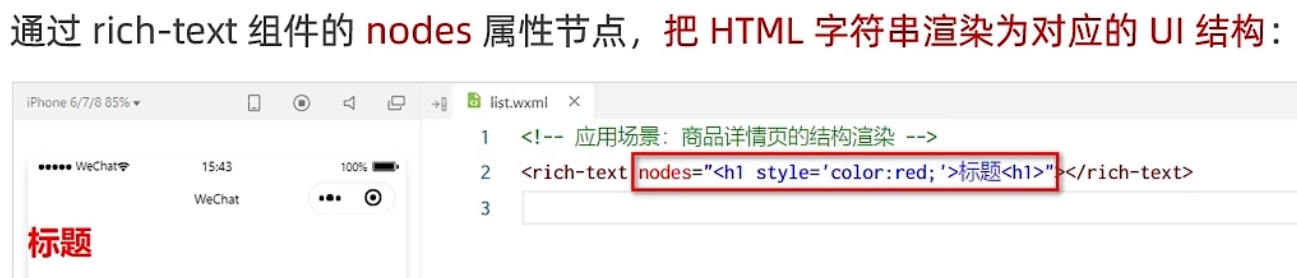 通过 rich-text 组件的 nodes 属性节点，把 HTML 字符串渲染为对应的 UI 结构：
iPhone 6/7/8 85% ▾
list.wxml ×
●●●●● WeChat 15:43 100%
WeChat
标题
1 <!-- 应用场景：商品详情页的结构渲染 -->
2 <rich-text nodes="<h1 style='color:red;'>标题<h1>"></rich-text>
3